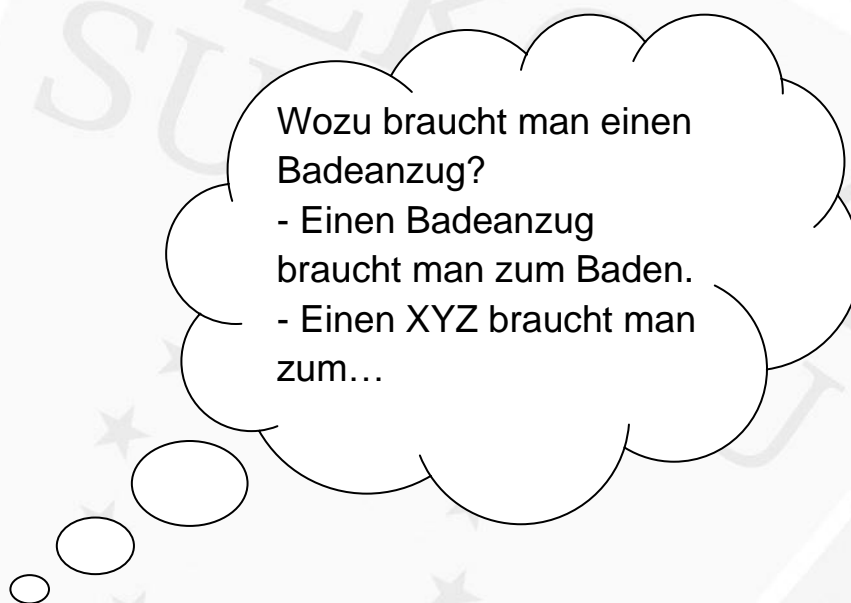 Wozu braucht man einen
Badeanzug?
- Einen Badeanzug
braucht man zum Baden.
- Einen XYZ braucht man
zum…